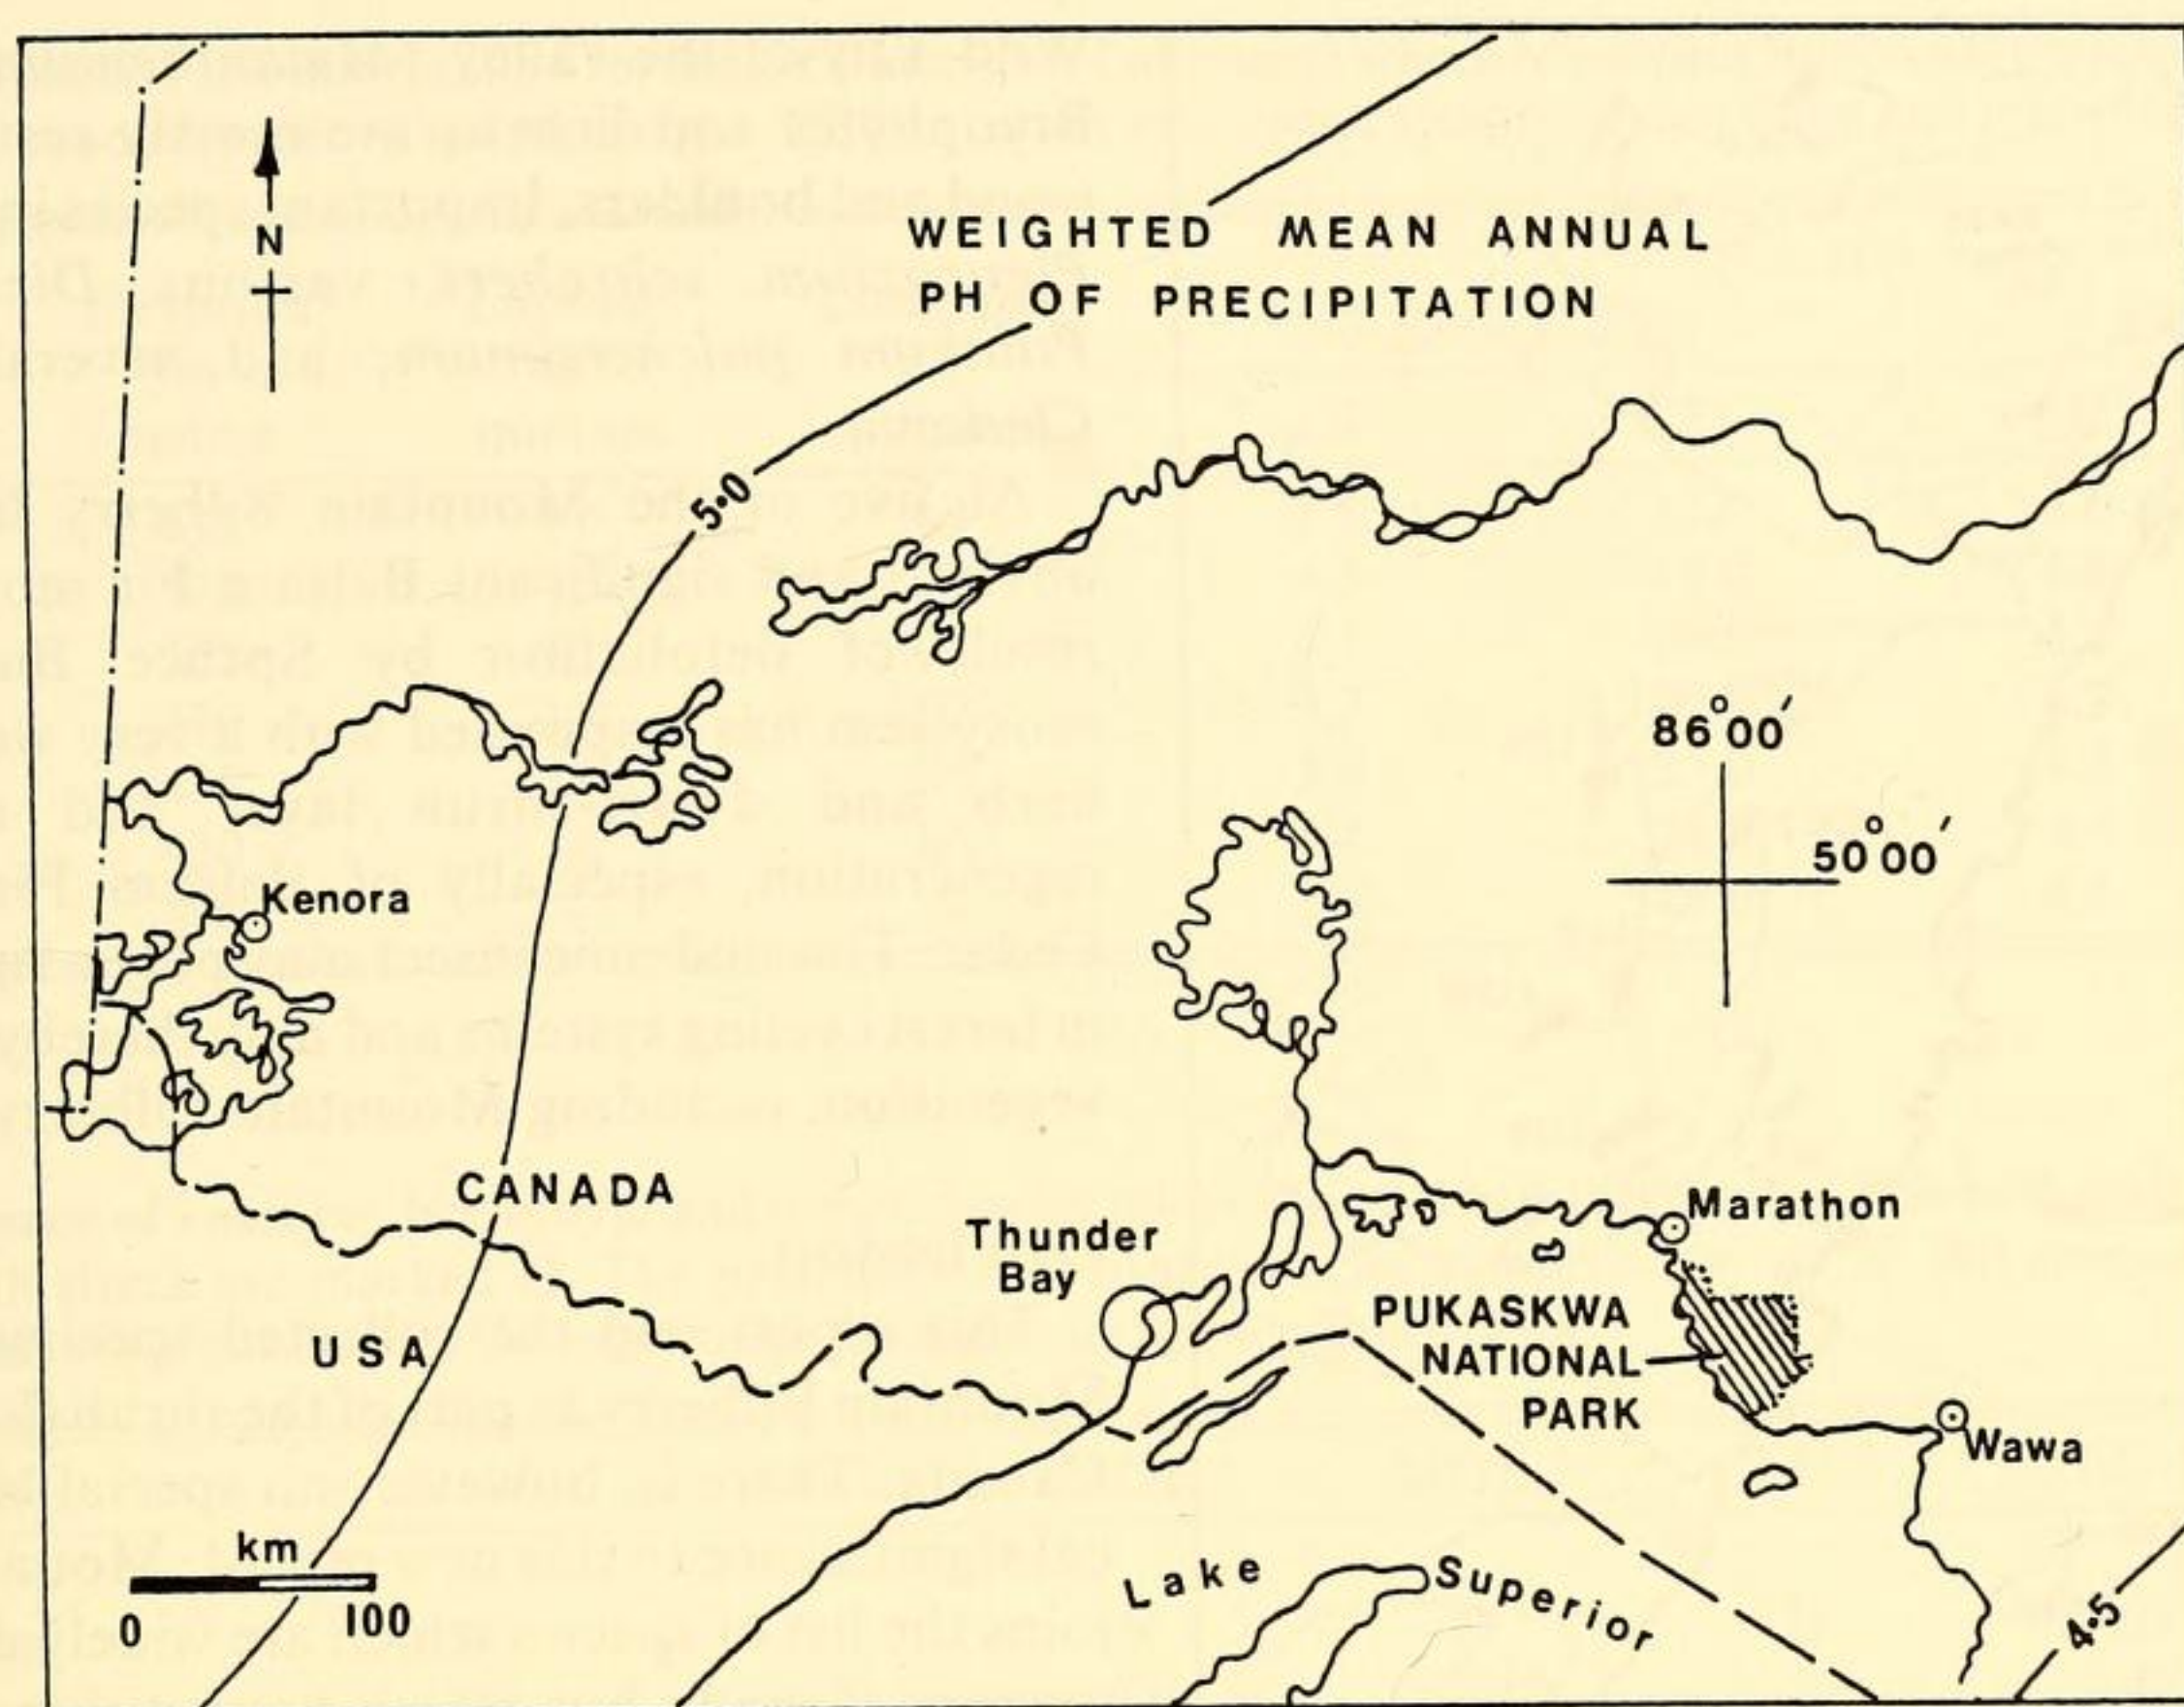 N
WEIGHTED MEAN ANNUAL
PH OF PRECIPITATION
5·0
86°00′
50°00′
Kenora
CANADA
USA
Thunder
Bay
Marathon
PUKASKWA
NATIONAL
PARK
Wawa
Lake Superior
4·5
km
0 100